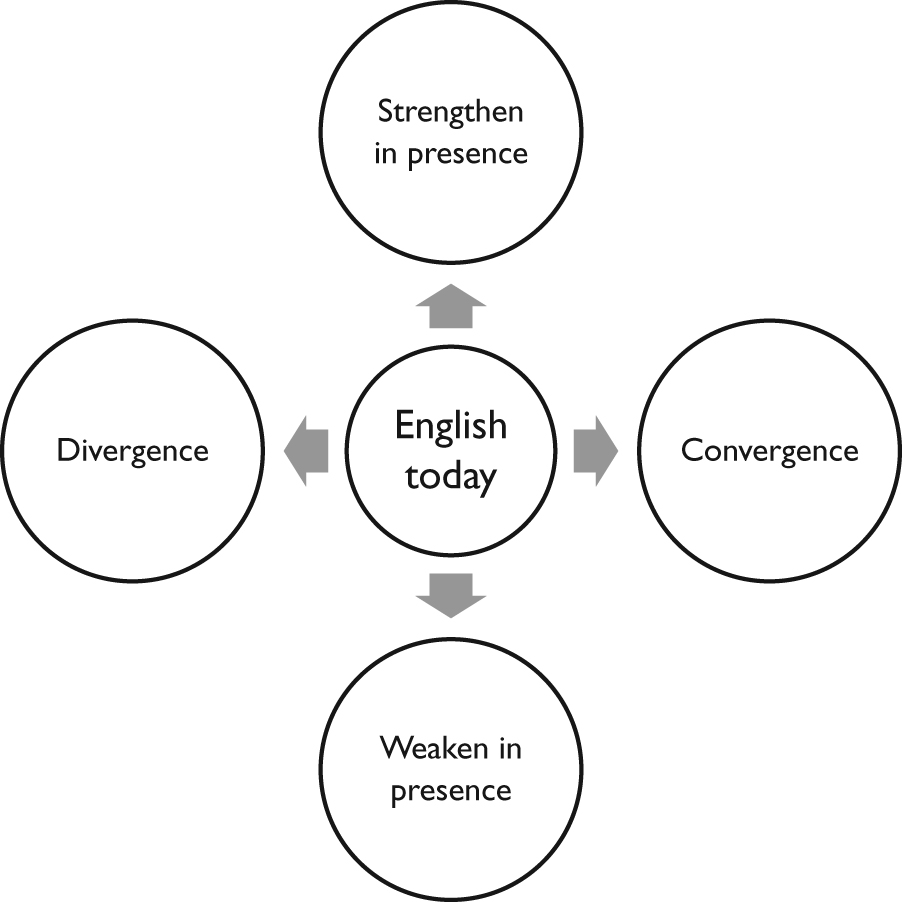 Strengthen
in presence
Divergence
English
today
Convergence
Weaken in
presence